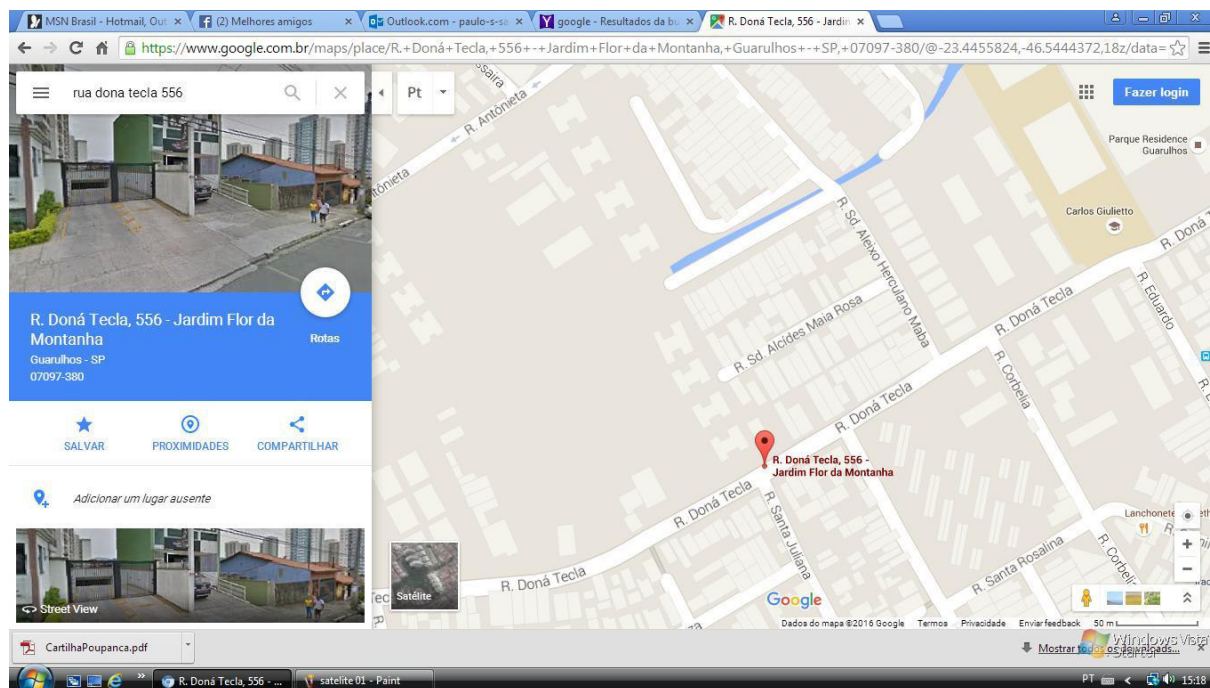 MSN Brasil - Hotmail, Out
(2) Melhores amigos
Outlook.com - paulo-s-sa
google - Resultados da bu
R. Doná Tecla, 556 - Jardin
https://www.google.com.br/maps/place/R.+Doná+Tecla,+556+-+Jardim+Flor+da+Montanha,+Guarulhos+-+SP,+07097-380/@-23.4455824,-46.5444372,18z/data=
rua dona tecla 556
Pt
Fazer login
R. Doná Tecla, 556 - Jardim Flor da
Montanha
Guarulhos - SP
07097-380
Rotas
SALVAR
PROXIMIDADES
COMPARTILHAR
Adicionar um lugar ausente
Street View
R. Antônieta
Parque Residence
Guarulhos
Carlos Giulietto
R. Doná
R. Sd. Aleixo Herculano Maba
R. Eduardo
R. Doná Tecla
R. Sd. Alcides Maia Rosa
R. Corbelia
R. Doná Tecla
R. Doná Tecla, 556 -
Jardim Flor da Montanha
R. Doná Tecla
R. Santa Juliana
Lanchonete
R. Santa Rosalina
R. Doná Tecla
Satélite
Google
Dados do mapa ©2016 Google
Termos
Privacidade
Enviar feedback
50 m
CartilhaPoupanca.pdf
Mostrar todos os downloads...
Windows Vista
Starter
R. Doná Tecla, 556 - ...
satelite 01 - Paint
PT
15:18